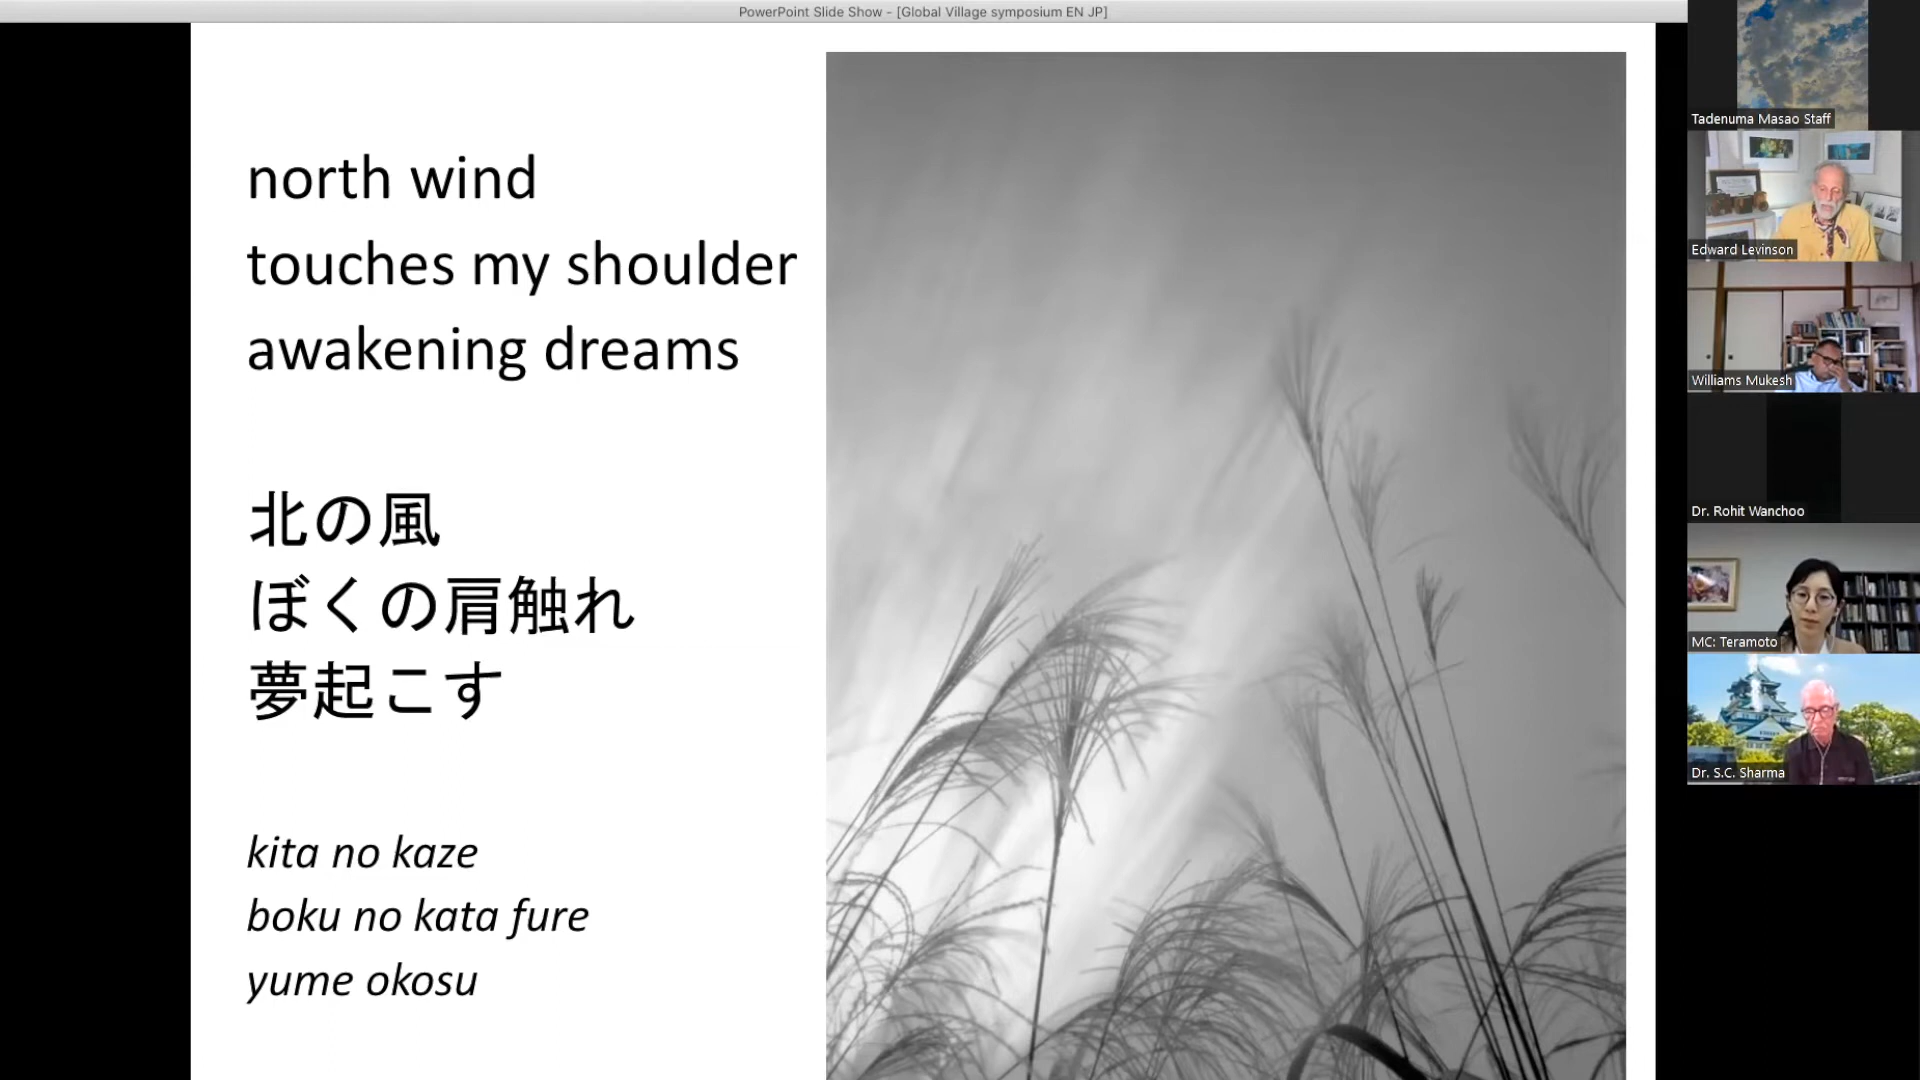 PowerPoint Slide Show - [Global Village symposium EN JP]
north wind
touches my shoulder
awakening dreams
北の風
ぼくの肩触れ
夢起こす
kita no kaze
boku no kata fure
yume okosu
Tadenuma Masao Staff
Edward Levinson
Williams Mukesh
Dr. Rohit Wanchoo
MC: Teramoto
Dr. S.C. Sharma